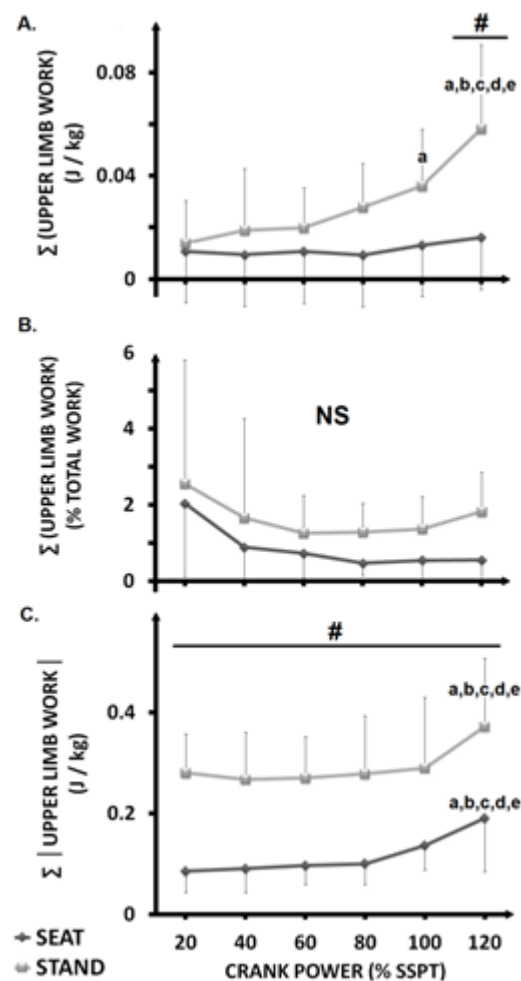 A.
#
Σ (UPPER LIMB WORK)
(J / kg)
0.08
0.04
0
a,b,c,d,e
a
B.
Σ (UPPER LIMB WORK)
(% TOTAL WORK)
6
4
2
0
NS
C.
#
Σ | UPPER LIMB WORK |
(J / kg)
0.4
0.2
0
a,b,c,d,e
a,b,c,d,e
20 40 60 80 100 120
CRANK POWER (% SSPT)
SEAT
STAND